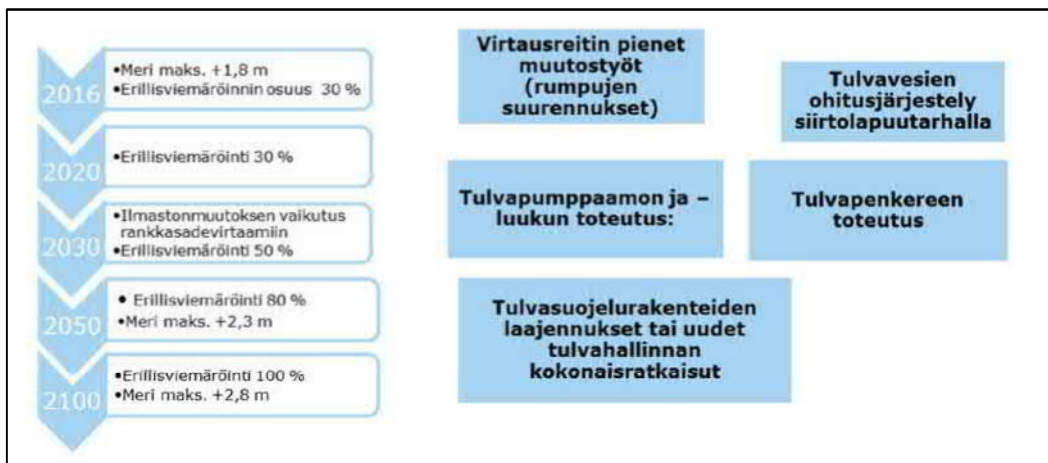 2016
•Meri maks. +1,8 m
•Erillisviemäröinnin osuus 30 %
2020
•Erillisviemäröinti 30 %
2030
•Ilmastonmuutoksen vaikutus
rankkasadevirtaamiin
•Erillisviemäröinti 50 %
2050
• Erillisviemäröinti 80 %
•Meri maks. +2,3 m
2100
•Erillisviemäröinti 100 %
•Meri maks. +2,8 m
Virtausreitin pienet
muutostyöt
(rumpujen
suurennukset)
Tulvavesien
ohitusjärjestely
siirtolapuutarhalla
Tulvapumppaamon ja –
luukun toteutus:
Tulvapenkereen
toteutus
Tulvasuojelurakenteiden
laajennukset tai uudet
tulvahallinnan
kokonaisratkaisut